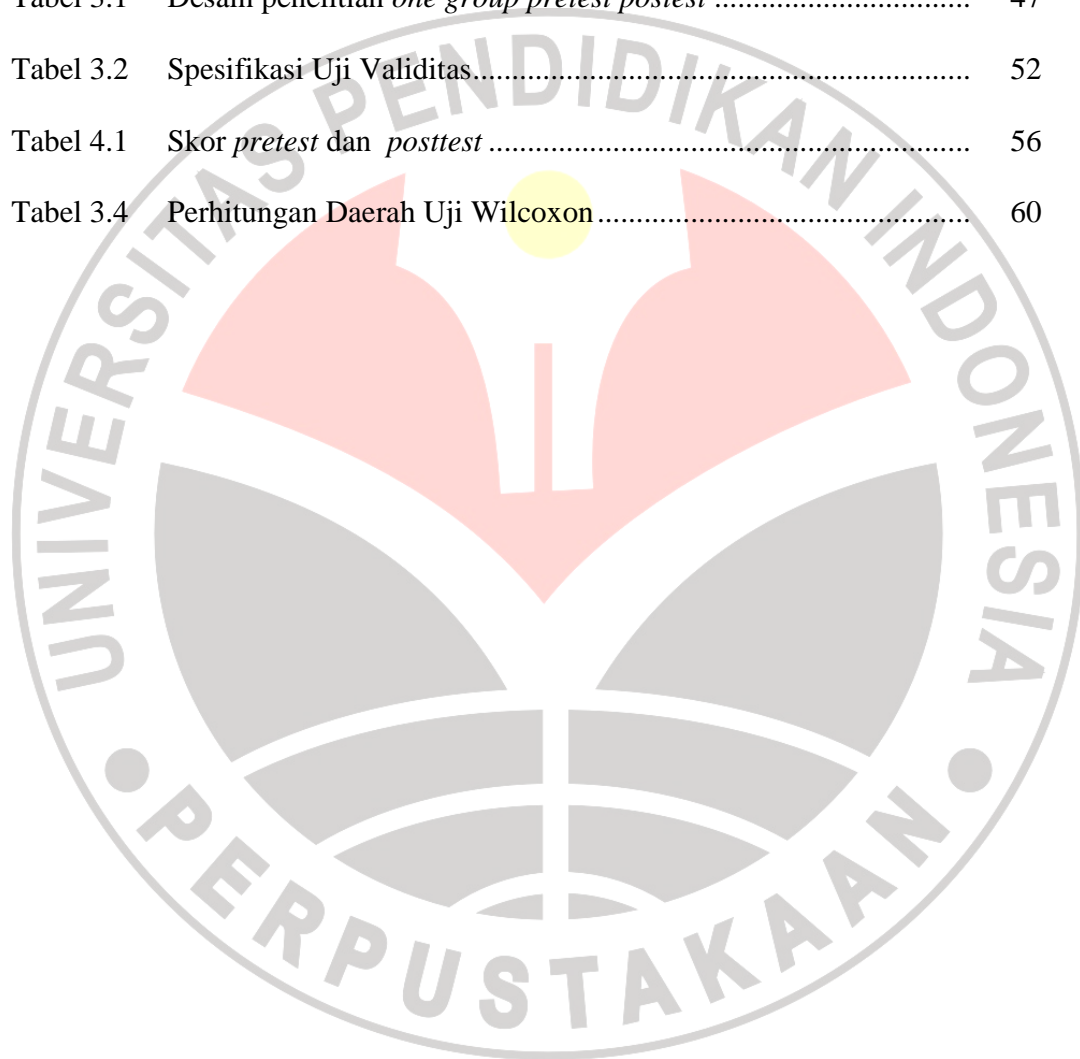 Tabel 3.1 Desain penelitian one group pretest postest ................................. 47
Tabel 3.2 Spesifikasi Uji Validitas................................................................. 52
Tabel 4.1 Skor pretest dan posttest ............................................................... 56
Tabel 3.4 Perhitungan Daerah Uji Wilcoxon................................................. 60
UNIVERSITAS PENDIDIKAN INDONESIA
PERPUSTAKAAN